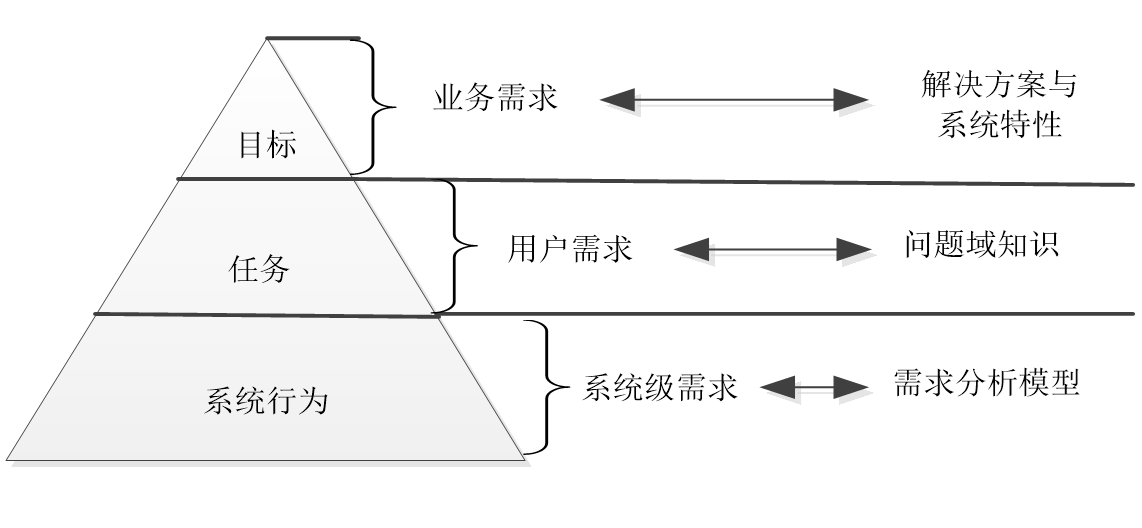 业务需求
解决方案与
系统特性
目标
用户需求
问题域知识
任务
系统级需求
需求分析模型
系统行为